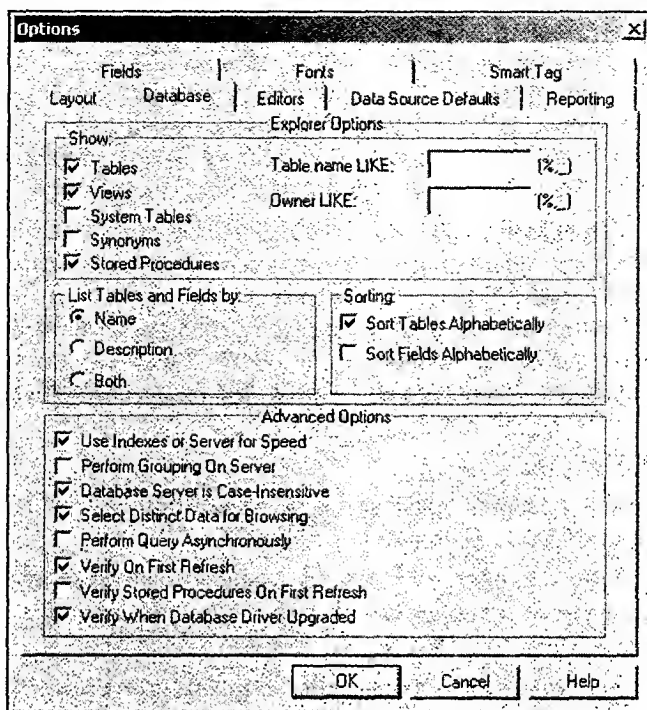 Options
Fields Fonts Smart Tag
Layout Database Editors Data Source Defaults Reporting
Explorer Options
Show:
Tables
Views
System Tables
Synonyms
Stored Procedures
Table name LIKE: (%,_)
Owner LIKE: (%,_)
List Tables and Fields by:
Name
Description
Both
Sorting:
Sort Tables Alphabetically
Sort Fields Alphabetically
Advanced Options
Use Indexes or Server for Speed
Perform Grouping On Server
Database Server is Case-Insensitive
Select Distinct Data for Browsing
Perform Query Asynchronously
Verify On First Refresh
Verify Stored Procedures On First Refresh
Verify When Database Driver Upgraded
OK Cancel Help